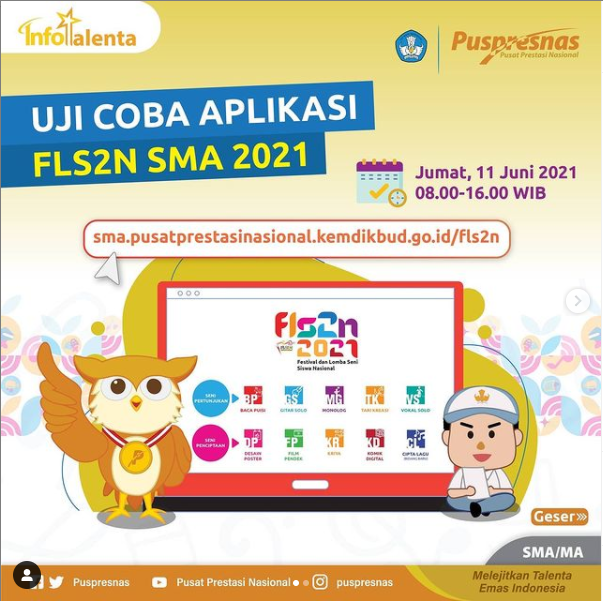 InfoTalenta
Puspresnas
Pusat Prestasi Nasional
UJI COBA APLIKASI
FLS2N SMA 2021
Jumat, 11 Juni 2021
08.00-16.00 WIB
sma.pusatprestasinasional.kemdikbud.go.id/fls2n
fls2n
2021
Festival dan Lomba Seni
Siswa Nasional
SENI
PERTUNJUKAN
BP GS MG TK VS
BACA PUISI GITAR SOLO MONOLOG TARI KREASI VOKAL SOLO
SENI
PENCIPTAAN
DP FP KR KD CL
DESAIN
POSTER
FILM
PENDEK
KRIYA
KOMIK
DIGITAL
CIPTA LAGU
Geser
SMA/MA
Puspresnas Pusat Prestasi Nasional puspresnas
Melejitkan Talenta
Emas Indonesia